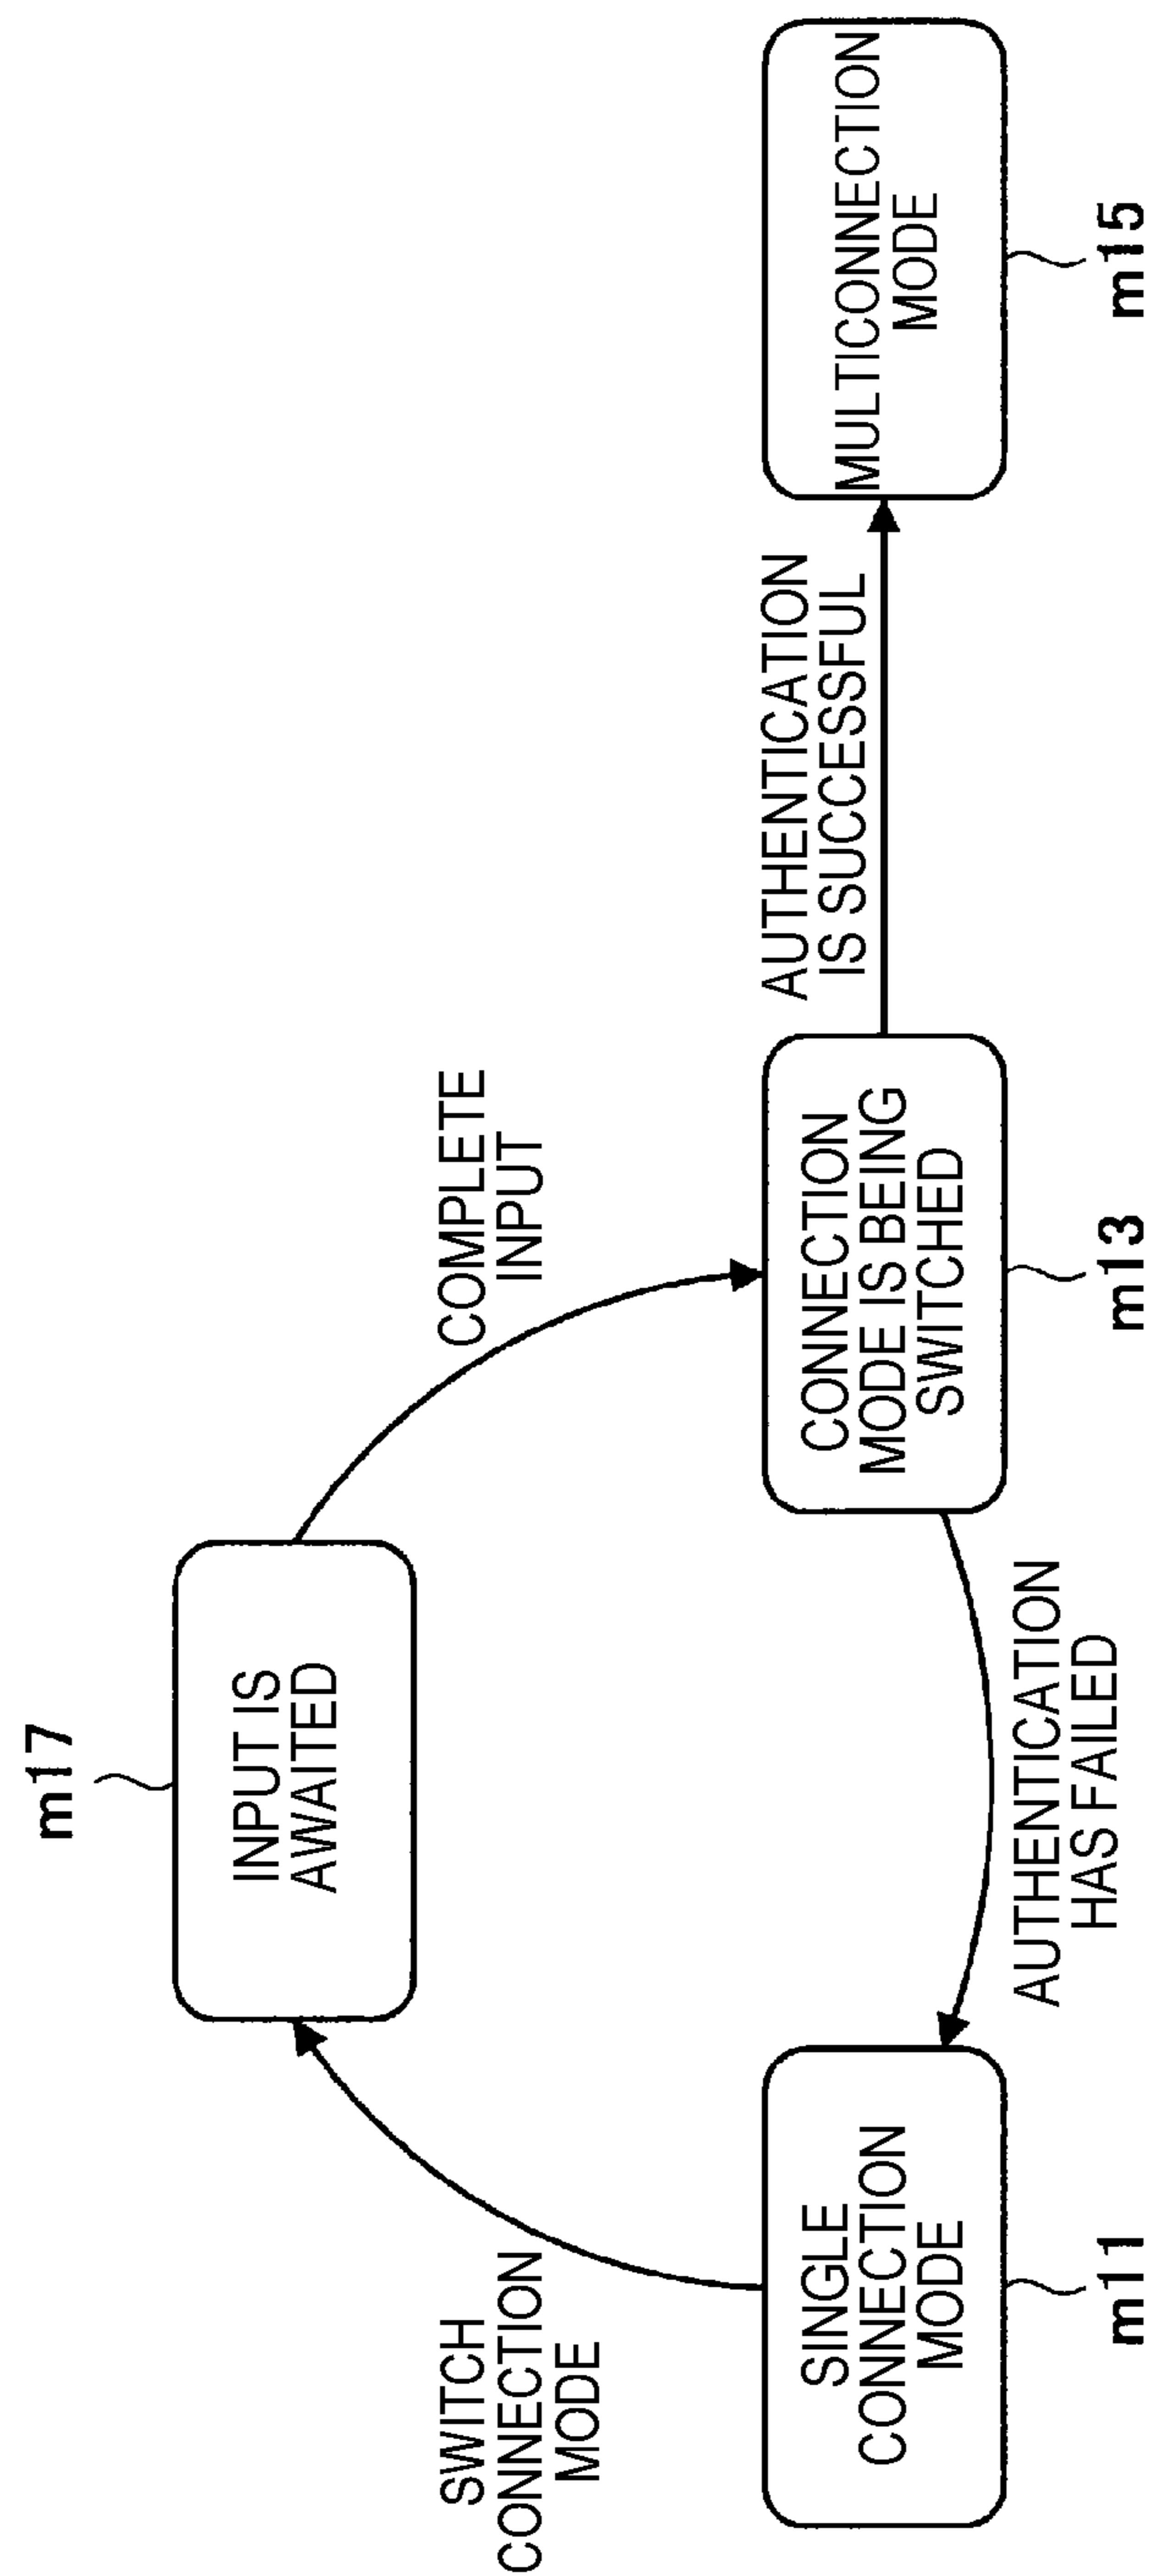 m17
INPUT IS
AWAITED
SWITCH
CONNECTION
MODE
COMPLETE
INPUT
SINGLE
CONNECTION
MODE
m11
CONNECTION
MODE IS BEING
SWITCHED
m13
AUTHENTICATION
IS SUCCESSFUL
MULTICONNECTION
MODE
m15
AUTHENTICATION
HAS FAILED